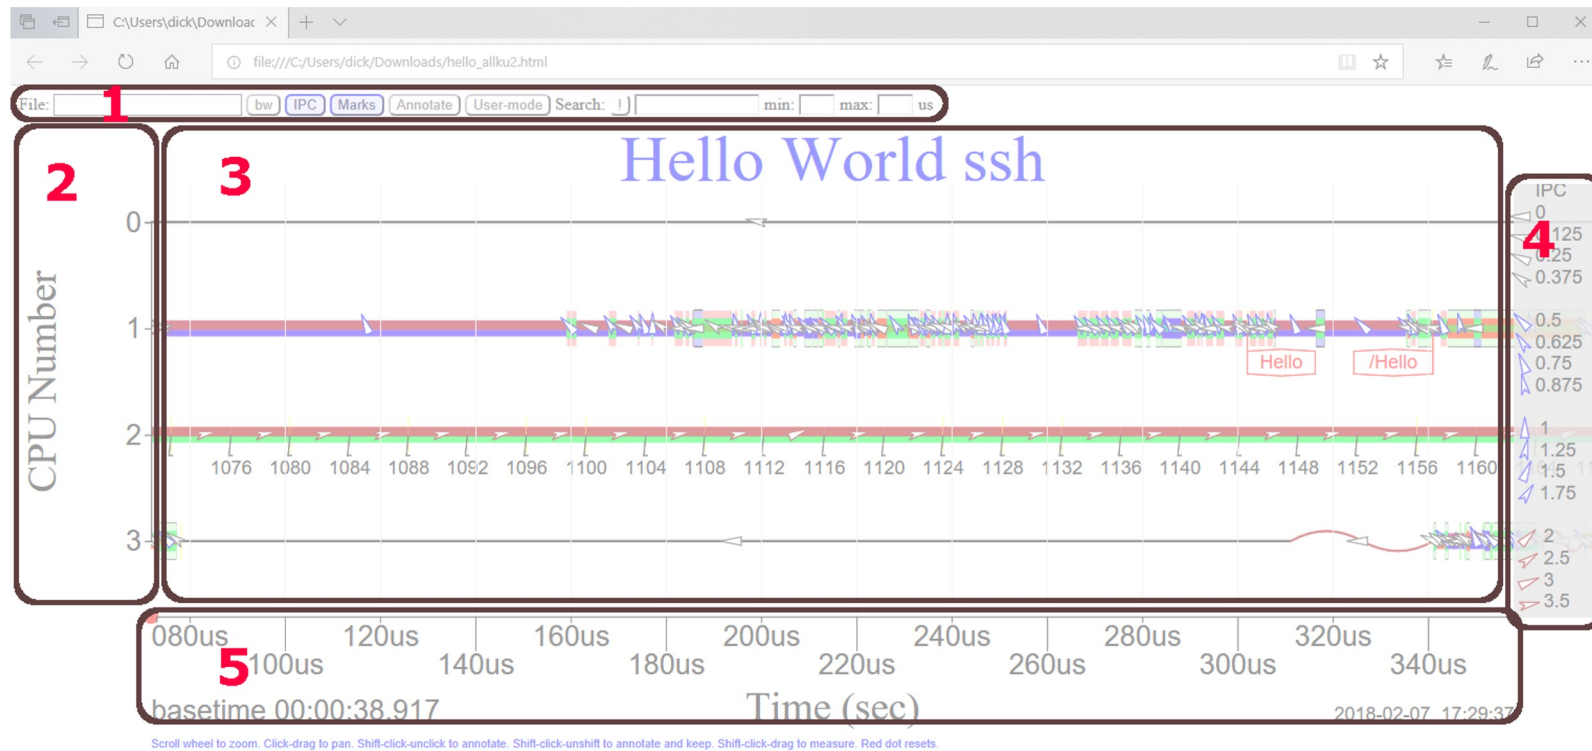 C:\Users\dick\Downloac
file:///C:/Users/dick/Downloads/hello_allku2.html
File: bw IPC Marks Annotate User-mode Search: ! min: max: us
1
2
3
4
5
Hello World ssh
CPU Number
0
1
2
3
Hello /Hello
1076 1080 1084 1088 1092 1096 1100 1104 1108 1112 1116 1120 1124 1128 1132 1136 1140 1144 1148 1152 1156 1160
IPC
0
0.125
0.25
0.375
0.5
0.625
0.75
0.875
1
1.25
1.5
1.75
2
2.5
3
3.5
080us 120us 160us 200us 240us 280us 320us
100us 140us 180us 220us 260us 300us 340us
basetime 00:00:38.917 Time (sec) 2018-02-07 17:29:37
Scroll wheel to zoom. Click-drag to pan. Shift-click-unclick to annotate. Shift-click-unshift to annotate and keep. Shift-click-drag to measure. Red dot resets.